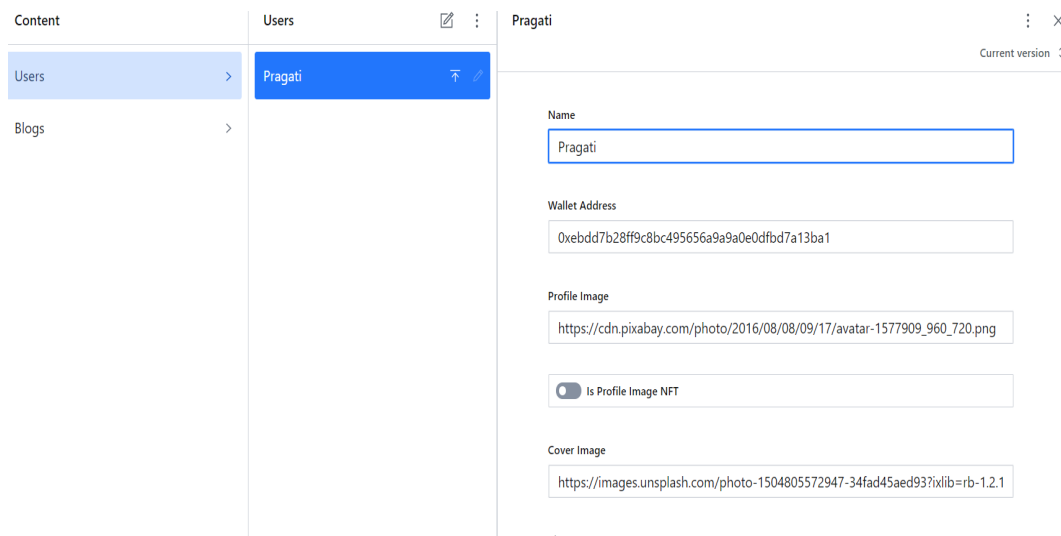 Content
Users
Blogs
Users
Pragati
Pragati
Current version
Name
Pragati
Wallet Address
0xebdd7b28ff9c8bc495656a9a9a0e0dfbd7a13ba1
Profile Image
https://cdn.pixabay.com/photo/2016/08/08/09/17/avatar-1577909_960_720.png
Is Profile Image NFT
Cover Image
https://images.unsplash.com/photo-1504805572947-34fad45aed93?ixlib=rb-1.2.1